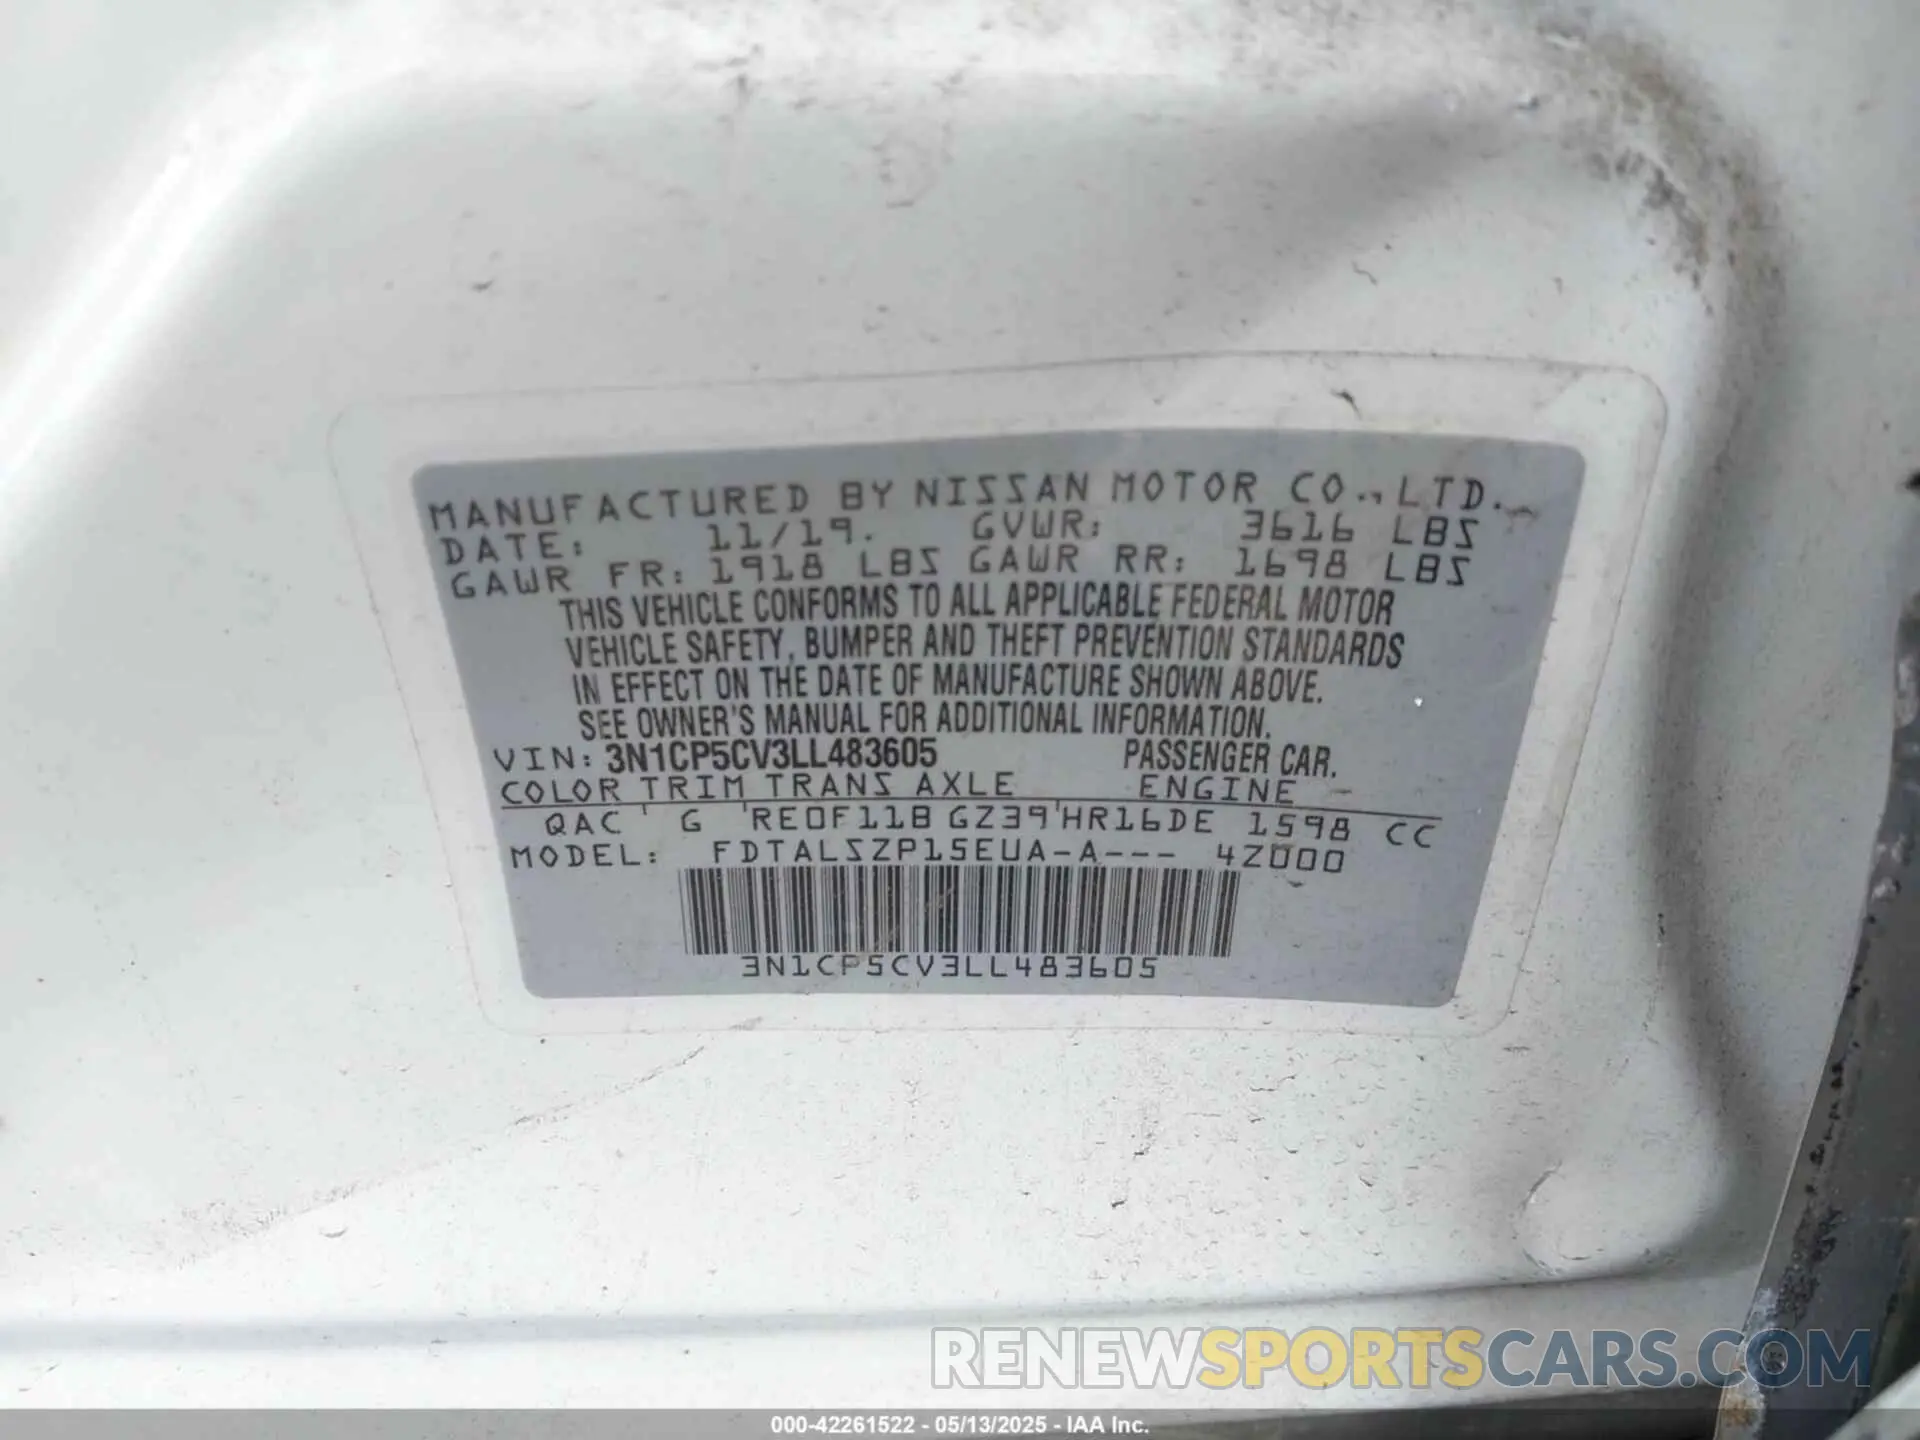 MANUFACTURED BY NISSAN MOTOR CO., LTD.
DATE: 11/19. GVWR: 3616 LBS
GAWR FR: 1918 LBS GAWR RR: 1698 LBS
THIS VEHICLE CONFORMS TO ALL APPLICABLE FEDERAL MOTOR
VEHICLE SAFETY, BUMPER AND THEFT PREVENTION STANDARDS
IN EFFECT ON THE DATE OF MANUFACTURE SHOWN ABOVE.
SEE OWNER'S MANUAL FOR ADDITIONAL INFORMATION.
VIN: 3N1CP5CV3LL483605 PASSENGER CAR.
COLOR TRIM TRANS AXLE ENGINE
QAC G RE0F11B GZ39 HR16DE 1598 CC
MODEL: FDTALSZP15EUA-A--- 4Z000
3N1CP5CV3LL483605
RENEWSPORTSCARS.COM
000-42261522 - 05/13/2025 - IAA Inc.